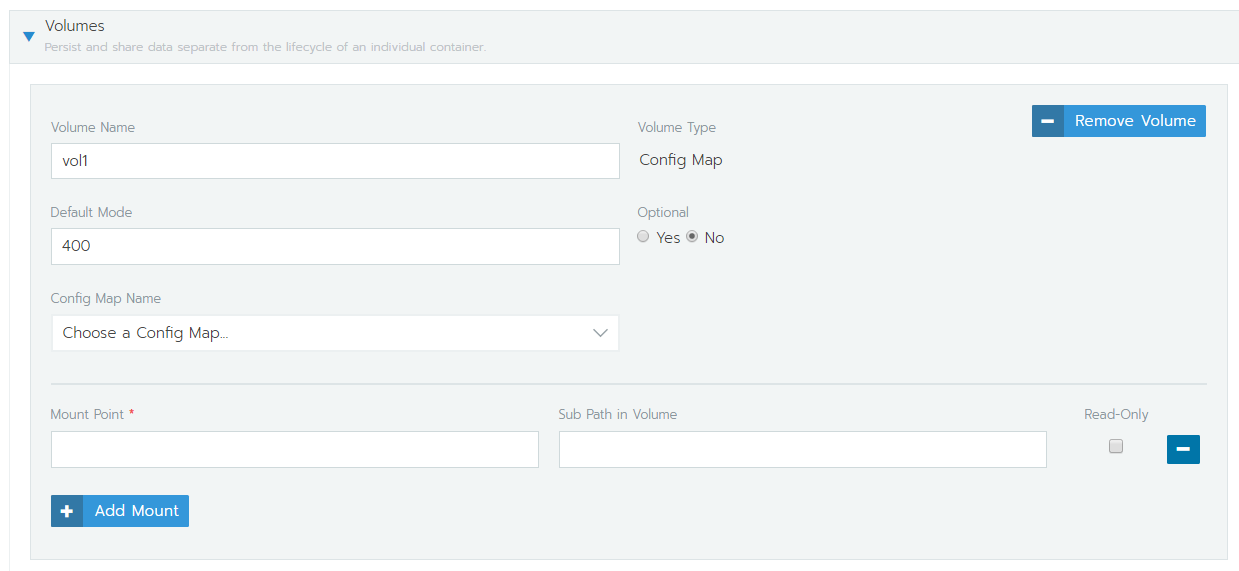 Volumes
Persist and share data separate from the lifecycle of an individual container.
Remove Volume
Volume Name
Volume Type
vol1
Config Map
Default Mode
Optional
400
Yes No
Config Map Name
Choose a Config Map...
Mount Point *
Sub Path in Volume
Read-Only
Add Mount